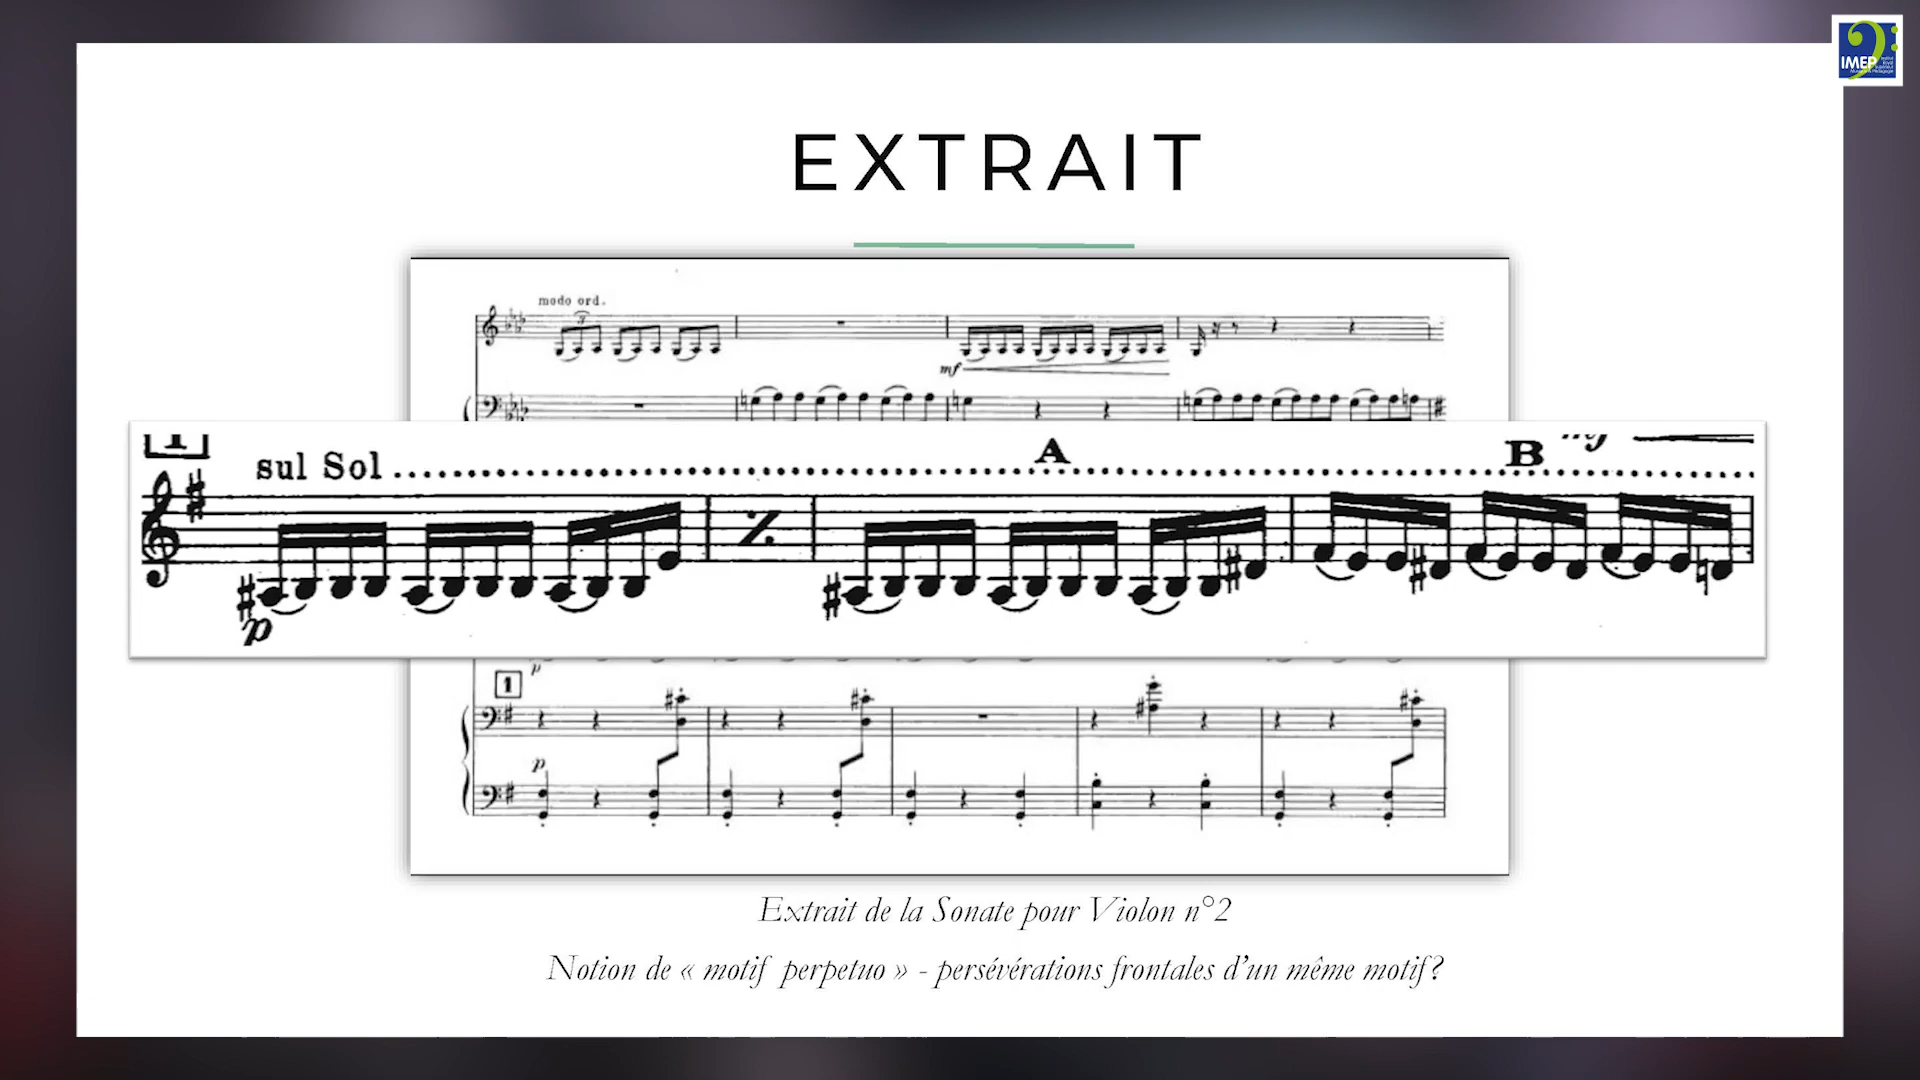 IMEP
EXTRAIT
modo ord.
3
mf
sul Sol
A
B
p
p
1
p
Extrait de la Sonate pour Violon n°2
Notion de « motif perpetuo » - persévérations frontales d'un même motif?